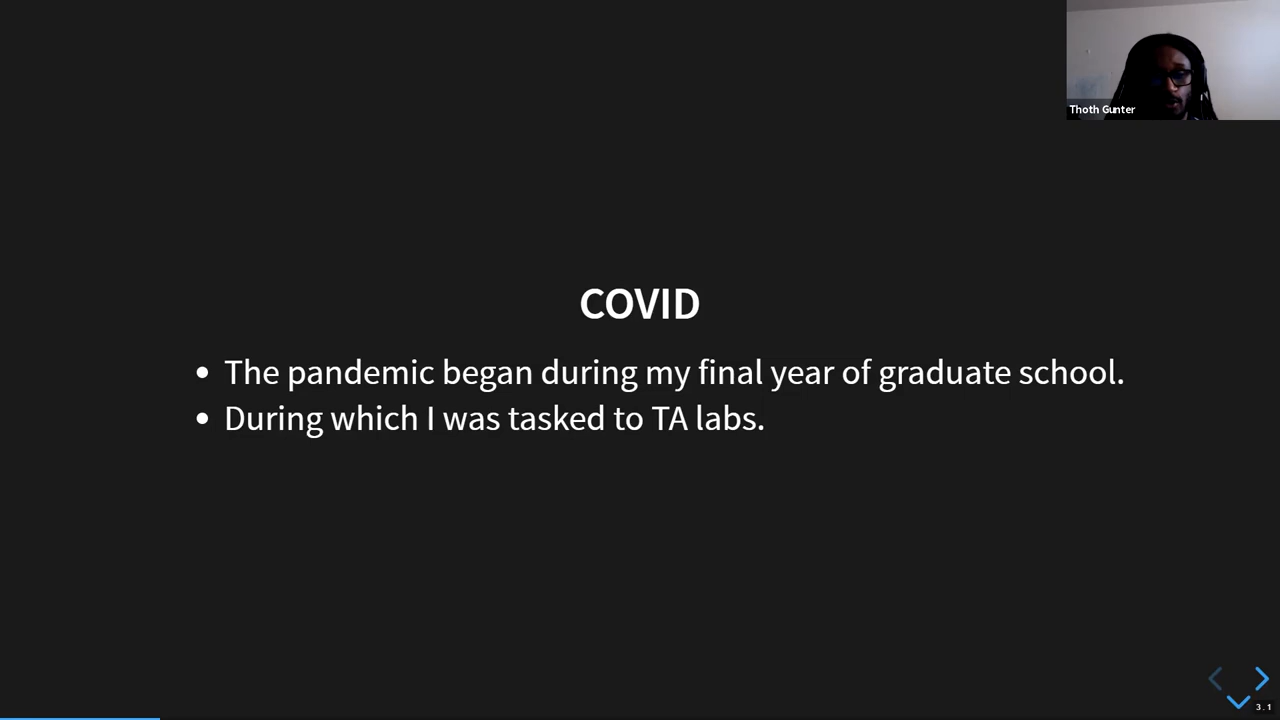 Thoth Gunter
COVID
• The pandemic began during my final year of graduate school.
• During which I was tasked to TA labs.
3.1